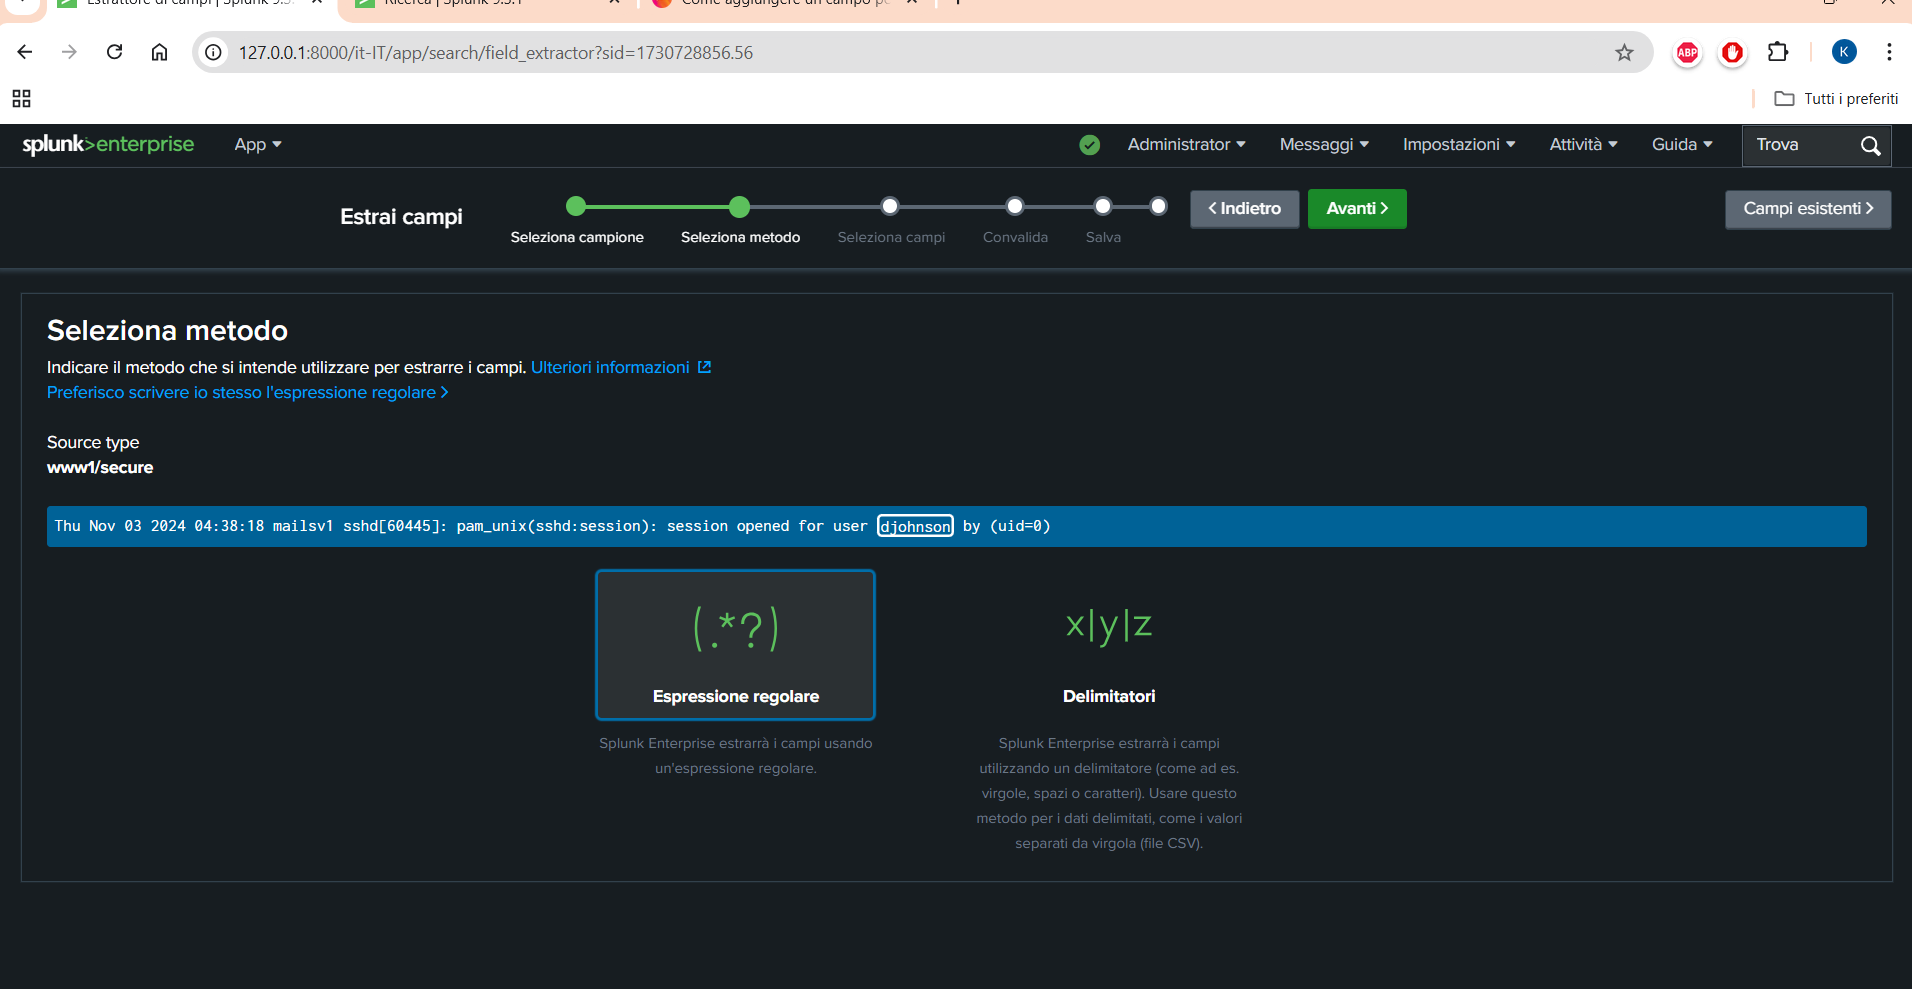 Estrattore di campi | Splunk 9.3.
Ricerca | Splunk 9.3.1
Come aggiungere un campo pe
127.0.0.1:8000/it-IT/app/search/field_extractor?sid=1730728856.56
ABP
K
Tutti i preferiti
splunk>enterprise
App
Administrator
Messaggi
Impostazioni
Attività
Guida
Trova
Estrai campi
Seleziona campione
Seleziona metodo
Seleziona campi
Convalida
Salva
< Indietro
Avanti >
Campi esistenti >
Seleziona metodo
Indicare il metodo che si intende utilizzare per estrarre i campi. Ulteriori informazioni
Preferisco scrivere io stesso l'espressione regolare >
Source type
www1/secure
Thu Nov 03 2024 04:38:18 mailsv1 sshd[60445]: pam_unix(sshd:session): session opened for user djohnson by (uid=0)
(.*?)
Espressione regolare
Splunk Enterprise estrarrà i campi usando
un'espressione regolare.
x|y|z
Delimitatori
Splunk Enterprise estrarrà i campi
utilizzando un delimitatore (come ad es.
virgole, spazi o caratteri). Usare questo
metodo per i dati delimitati, come i valori
separati da virgola (file CSV).